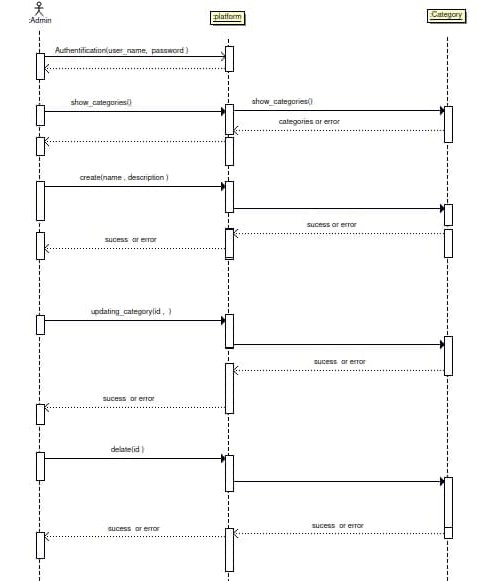 :Admin
:platform
:Category
Authentification(user_name, password )
show_categories()
show_categories()
categories or error
create(name , description )
sucess or error
sucess or error
updating_category(id , )
sucess or error
sucess or error
delate(id )
sucess or error
sucess or error